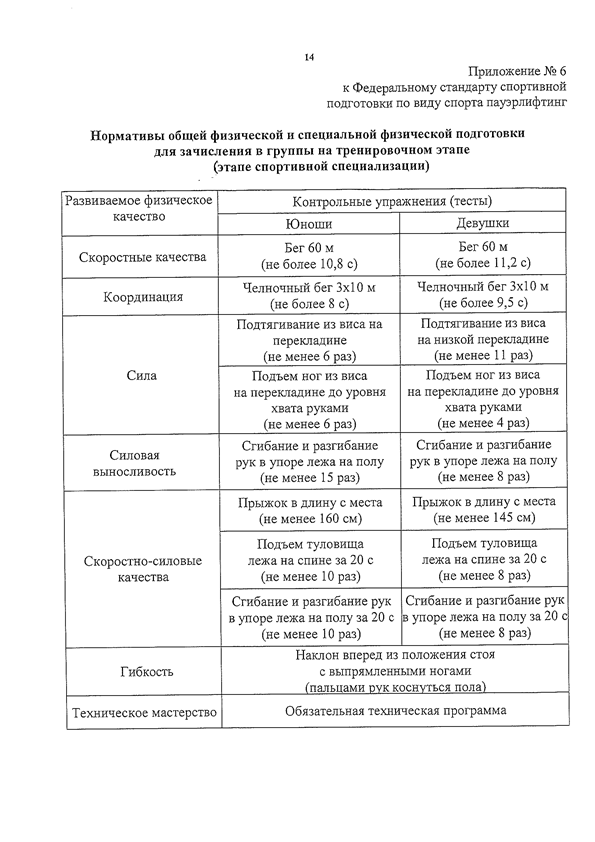 14
Приложение № 6
к Федеральному стандарту спортивной
подготовки по виду спорта пауэрлифтинг
Нормативы общей физической и специальной физической подготовки
для зачисления в группы на тренировочном этапе
(этапе спортивной специализации)
Развиваемое физическое
качество
Контрольные упражнения (тесты)
Юноши
Девушки
Скоростные качества
Бег 60 м
(не более 10,8 с)
Бег 60 м
(не более 11,2 с)
Координация
Челночный бег 3х10 м
(не более 8 с)
Челночный бег 3х10 м
(не более 9,5 с)
Сила
Подтягивание из виса на
перекладине
(не менее 6 раз)
Подтягивание из виса
на низкой перекладине
(не менее 11 раз)
Подъем ног из виса
на перекладине до уровня
хвата руками
(не менее 6 раз)
Подъем ног из виса
на перекладине до уровня
хвата руками
(не менее 4 раз)
Силовая
выносливость
Сгибание и разгибание
рук в упоре лежа на полу
(не менее 15 раз)
Сгибание и разгибание
рук в упоре лежа на полу
(не менее 8 раз)
Скоростно-силовые
качества
Прыжок в длину с места
(не менее 160 см)
Прыжок в длину с места
(не менее 145 см)
Подъем туловища
лежа на спине за 20 с
(не менее 10 раз)
Подъем туловища
лежа на спине за 20 с
(не менее 8 раз)
Сгибание и разгибание рук
в упоре лежа на полу за 20 с
(не менее 10 раз)
Сгибание и разгибание рук
в упоре лежа на полу за 20 с
(не менее 8 раз)
Гибкость
Наклон вперед из положения стоя
с выпрямленными ногами
(пальцами рук коснуться пола)
Техническое мастерство
Обязательная техническая программа